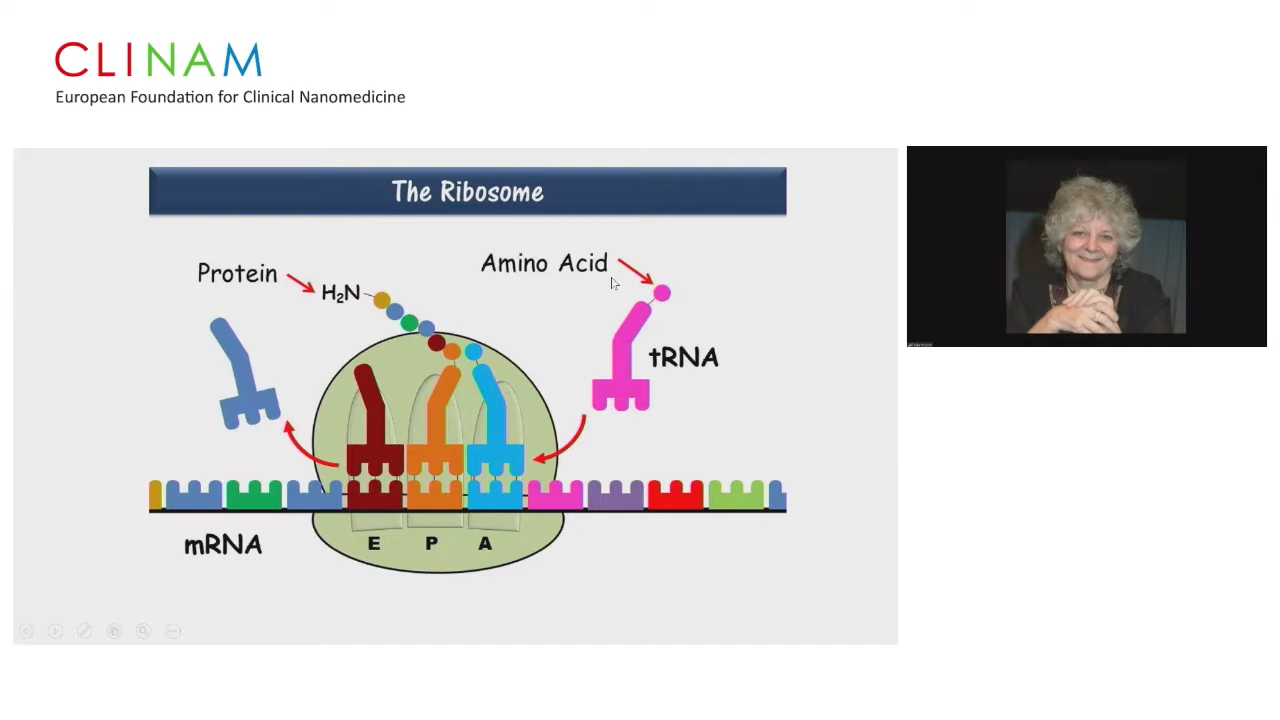 CLINAM
European Foundation for Clinical Nanomedicine
The Ribosome
Protein
H₂N
Amino Acid
tRNA
mRNA
E P A